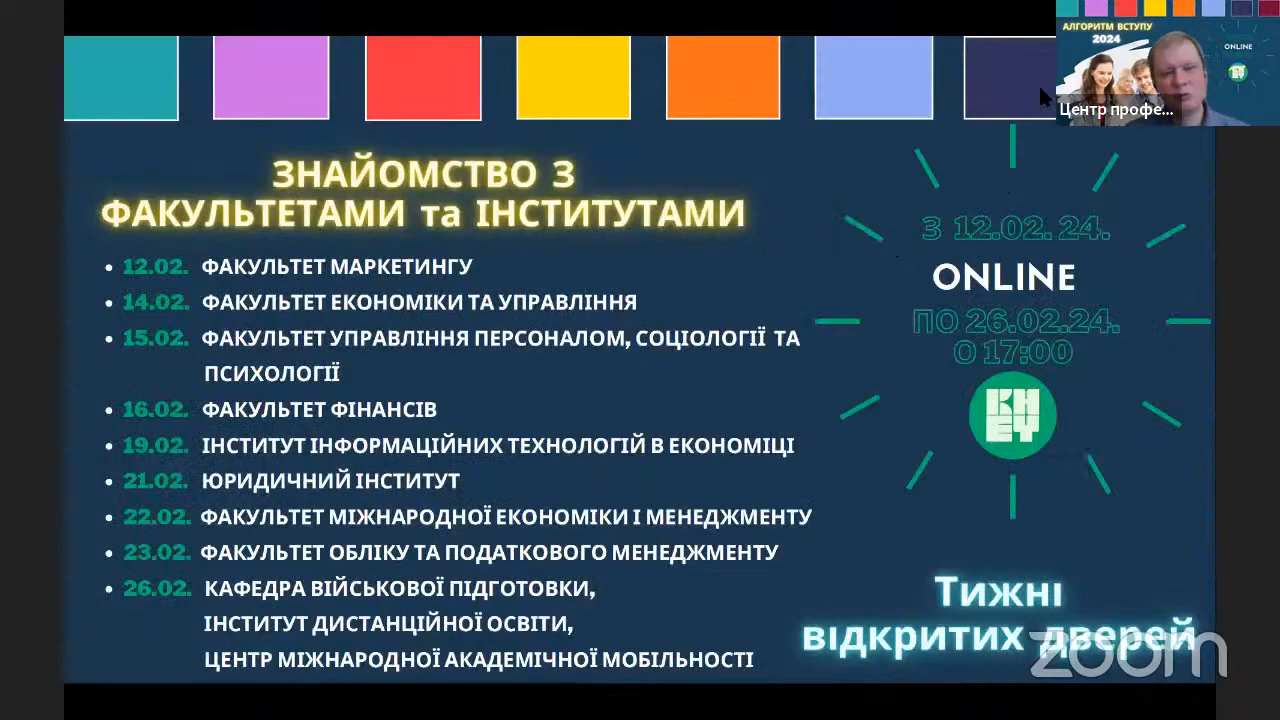 АЛГОРИТМ ВСТУПУ
2024
ONLINE
Центр профе...
ЗНАЙОМСТВО З
ФАКУЛЬТЕТАМИ та ІНСТИТУТАМИ
• 12.02. ФАКУЛЬТЕТ МАРКЕТИНГУ
• 14.02. ФАКУЛЬТЕТ ЕКОНОМІКИ ТА УПРАВЛІННЯ
• 15.02. ФАКУЛЬТЕТ УПРАВЛІННЯ ПЕРСОНАЛОМ, СОЦІОЛОГІЇ ТА
ПСИХОЛОГІЇ
• 16.02. ФАКУЛЬТЕТ ФІНАНСІВ
• 19.02. ІНСТИТУТ ІНФОРМАЦІЙНИХ ТЕХНОЛОГІЙ В ЕКОНОМІЦІ
• 21.02. ЮРИДИЧНИЙ ІНСТИТУТ
• 22.02. ФАКУЛЬТЕТ МІЖНАРОДНОЇ ЕКОНОМІКИ І МЕНЕДЖМЕНТУ
• 23.02. ФАКУЛЬТЕТ ОБЛІКУ ТА ПОДАТКОВОГО МЕНЕДЖМЕНТУ
• 26.02. КАФЕДРА ВІЙСЬКОВОЇ ПІДГОТОВКИ,
ІНСТИТУТ ДИСТАНЦІЙНОЇ ОСВІТИ,
ЦЕНТР МІЖНАРОДНОЇ АКАДЕМІЧНОЇ МОБІЛЬНОСТІ
З 12.02. 24.
ONLINE
ПО 26.02.24.
О 17:00
КН
ЕУ
Тижні
відкритих дверей
zoom